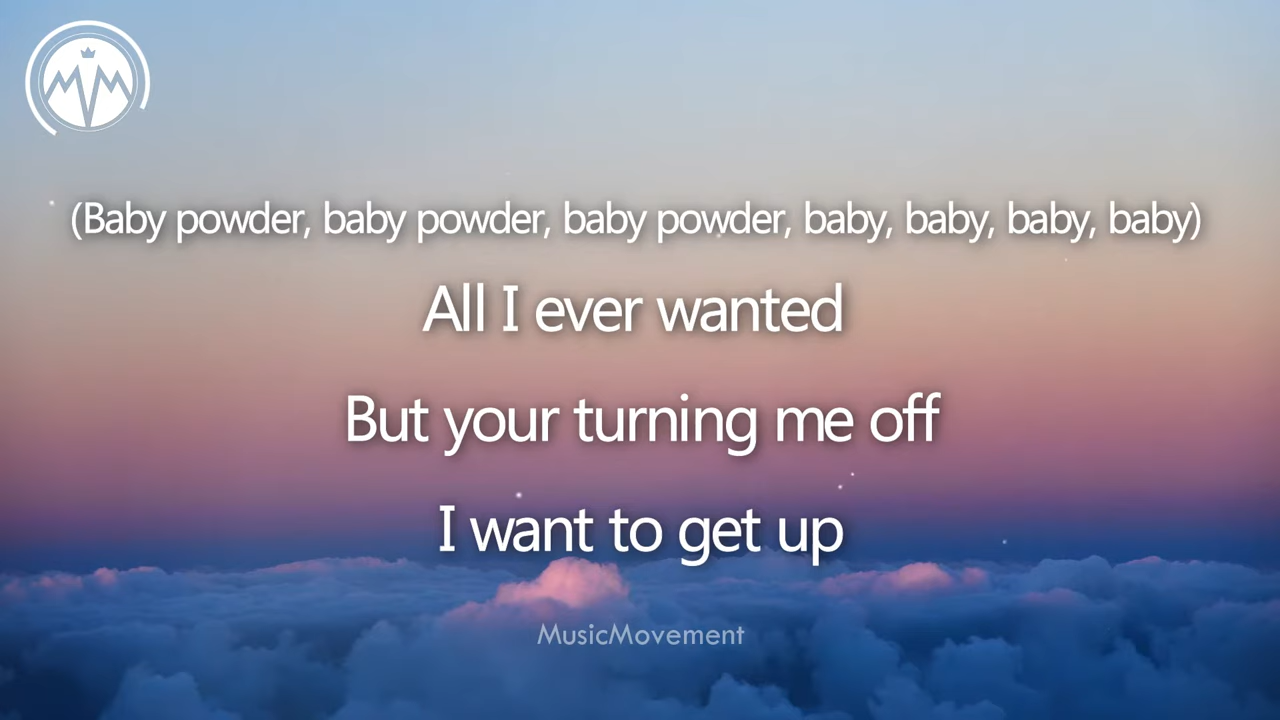 (Baby powder, baby powder, baby powder, baby, baby, baby, baby)
All I ever wanted
But your turning me off
I want to get up
MusicMovement